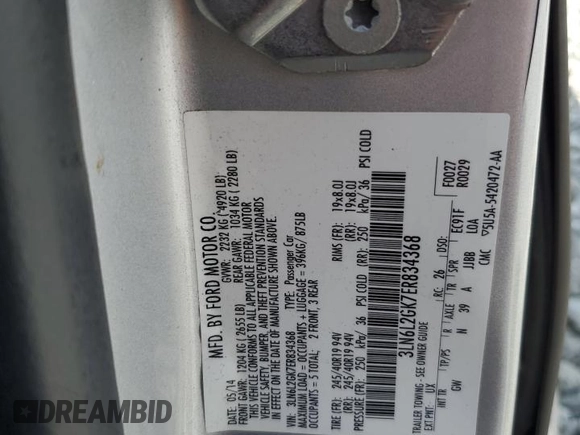 MFD. BY FORD MOTOR CO.
DATE: 05/14 GVWR: 2232 KG ( 4920 LB)
FRONT GAWR: 1204 KG ( 2655 LB) REAR GAWR: 1034 KG ( 2280 LB)
THIS VEHICLE CONFORMS TO ALL APPLICABLE FEDERAL MOTOR
VEHICLE SAFETY, BUMPER, AND THEFT PREVENTION STANDARDS
IN EFFECT ON THE DATE OF MANUFACTURE SHOWN ABOVE.
VIN: 3LN6L2GK7ER834368 TYPE: Passenger Car
MAXIMUM LOAD = OCCUPANTS + LUGGAGE = 396KG/ 875LB
OCCUPANTS = 5 TOTAL: 2 FRONT, 3 REAR
TIRE (FR): 245/40R19 94V RIMS (FR): 19x8.0J
(RR): 245/40R19 94V (RR): 19x8.0J
PRESSURE (FR): 250 kPa/ 36 PSI COLD (RR): 250 kPa/ 36 PSI COLD
3LN6L2GK7ER834368
TRAILER TOWING - SEE OWNER GUIDE
F0027
R0029
EXT PNT: UX RC: 26 DSO: EC91F
INT TR TP/PS R AXLE TR SPR
GW N 39 A JJBB LOA
CMC ▽5U5A-5420472-AA
DREAMBID